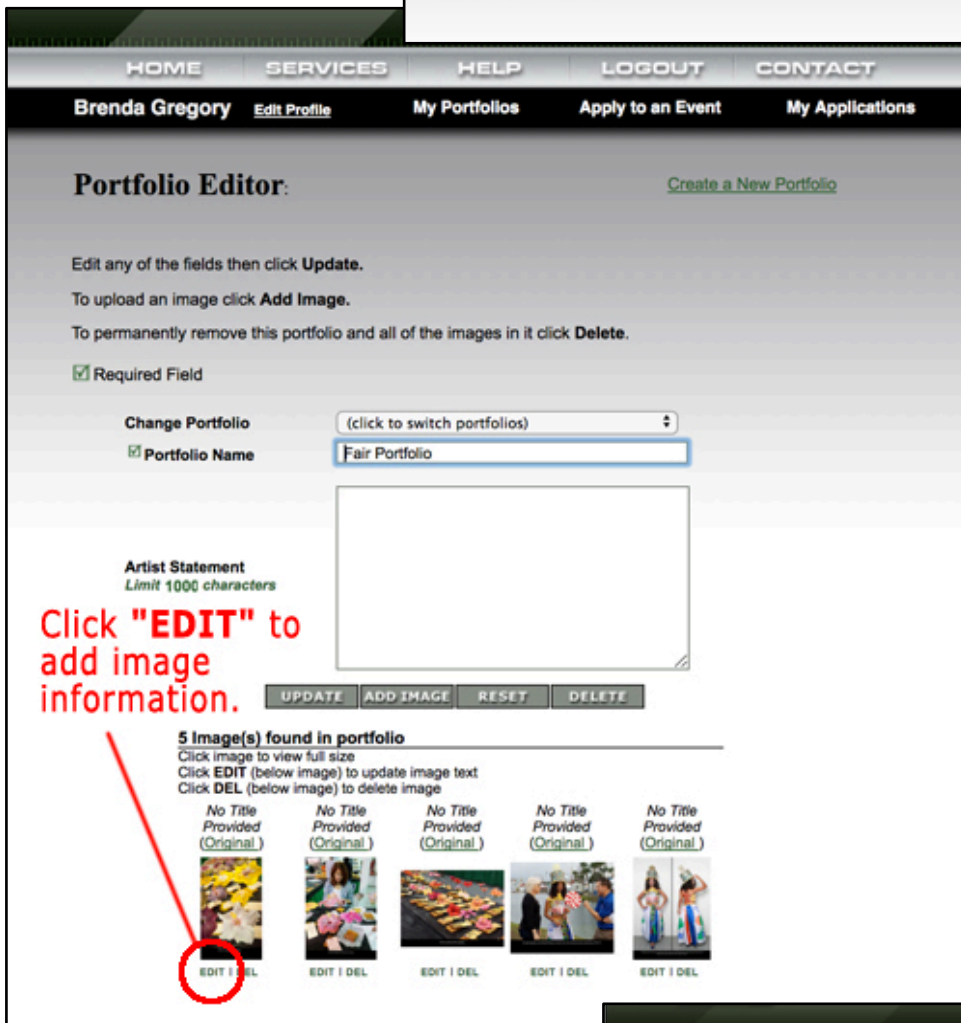 HOME SERVICES HELP LOGOUT CONTACT
Brenda Gregory Edit Profile My Portfolios Apply to an Event My Applications
Portfolio Editor:
Create a New Portfolio
Edit any of the fields then click Update.
To upload an image click Add Image.
To permanently remove this portfolio and all of the images in it click Delete.
Required Field
Change Portfolio (click to switch portfolios)
Portfolio Name Fair Portfolio
Artist Statement
Limit 1000 characters
Click "EDIT" to
add image
information.
UPDATE ADD IMAGE RESET DELETE
5 Image(s) found in portfolio
Click image to view full size
Click EDIT (below image) to update image text
Click DEL (below image) to delete image
No Title No Title No Title No Title No Title
Provided Provided Provided Provided Provided
(Original ) (Original ) (Original ) (Original ) (Original )
EDIT | DEL EDIT | DEL EDIT | DEL EDIT | DEL EDIT | DEL